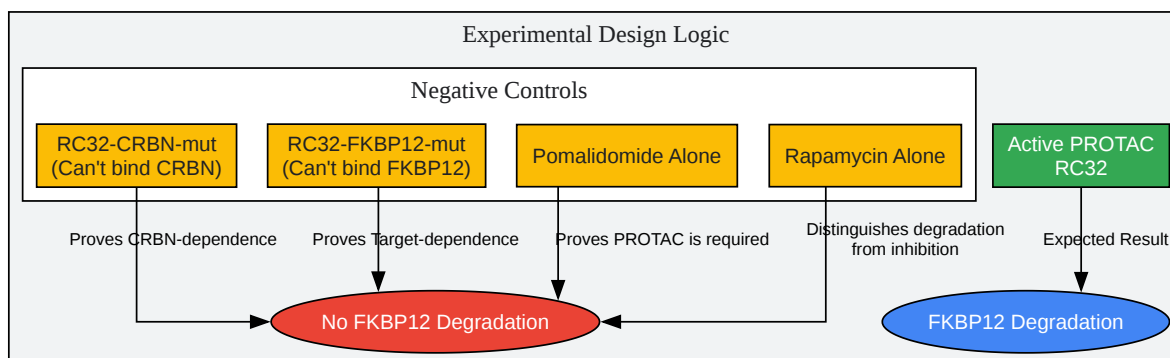 Experimental Design Logic
Negative Controls
RC32-CRBN-mut
(Can't bind CRBN)
RC32-FKBP12-mut
(Can't bind FKBP12)
Pomalidomide Alone
Rapamycin Alone
Active PROTAC
RC32
Proves CRBN-dependence
Proves Target-dependence
Proves PROTAC is required
Distinguishes degradation
from inhibition
Expected Result
No FKBP12 Degradation
FKBP12 Degradation